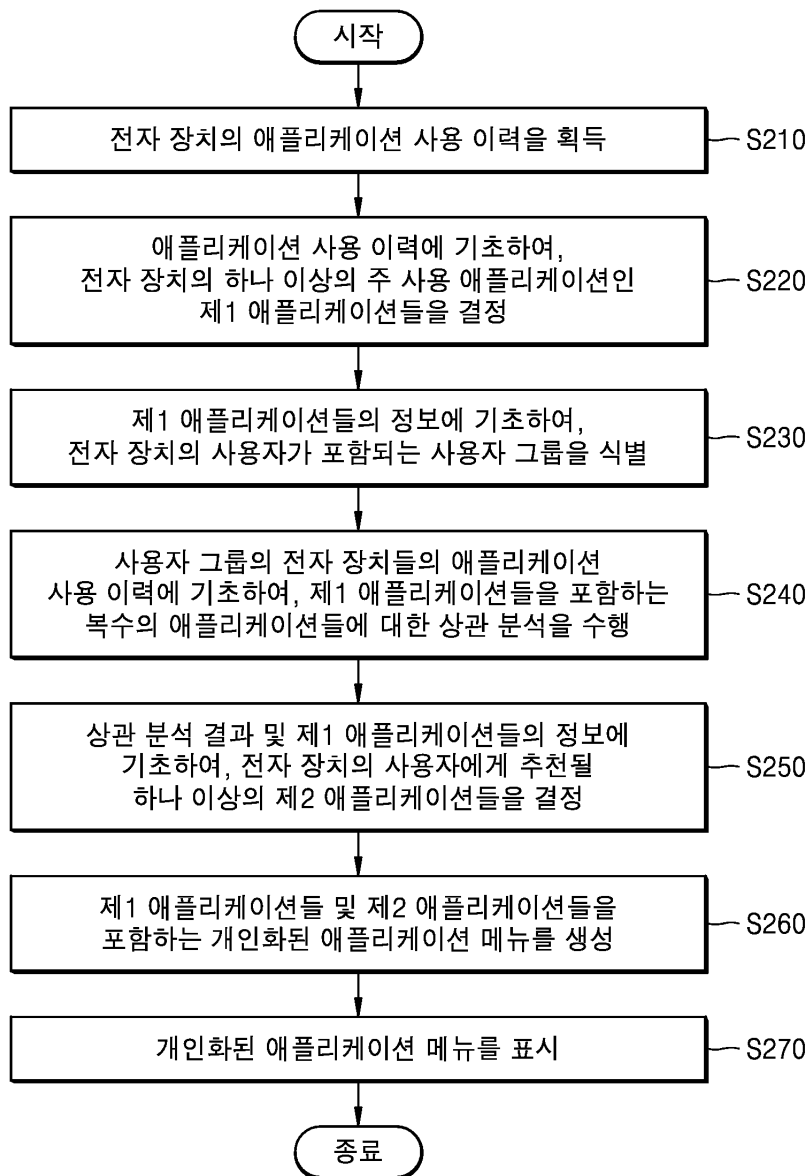 시작
전자 장치의 애플리케이션 사용 이력을 획득
S210
애플리케이션 사용 이력에 기초하여,
전자 장치의 하나 이상의 주 사용 애플리케이션인
제1 애플리케이션들을 결정
S220
제1 애플리케이션들의 정보에 기초하여,
전자 장치의 사용자가 포함되는 사용자 그룹을 식별
S230
사용자 그룹의 전자 장치들의 애플리케이션
사용 이력에 기초하여, 제1 애플리케이션들을 포함하는
복수의 애플리케이션들에 대한 상관 분석을 수행
S240
상관 분석 결과 및 제1 애플리케이션들의 정보에
기초하여, 전자 장치의 사용자에게 추천될
하나 이상의 제2 애플리케이션들을 결정
S250
제1 애플리케이션들 및 제2 애플리케이션들을
포함하는 개인화된 애플리케이션 메뉴를 생성
S260
개인화된 애플리케이션 메뉴를 표시
S270
종료